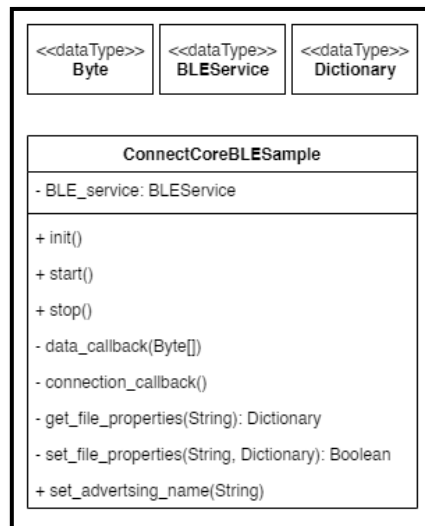 <<dataType>> <<dataType>> <<dataType>>
Byte BLEService Dictionary
ConnectCoreBLESample
- BLE_service: BLEService
+ init()
+ start()
+ stop()
- data_callback(Byte[])
- connection_callback()
- get_file_properties(String): Dictionary
- set_file_properties(String, Dictionary): Boolean
+ set_advertsing_name(String)